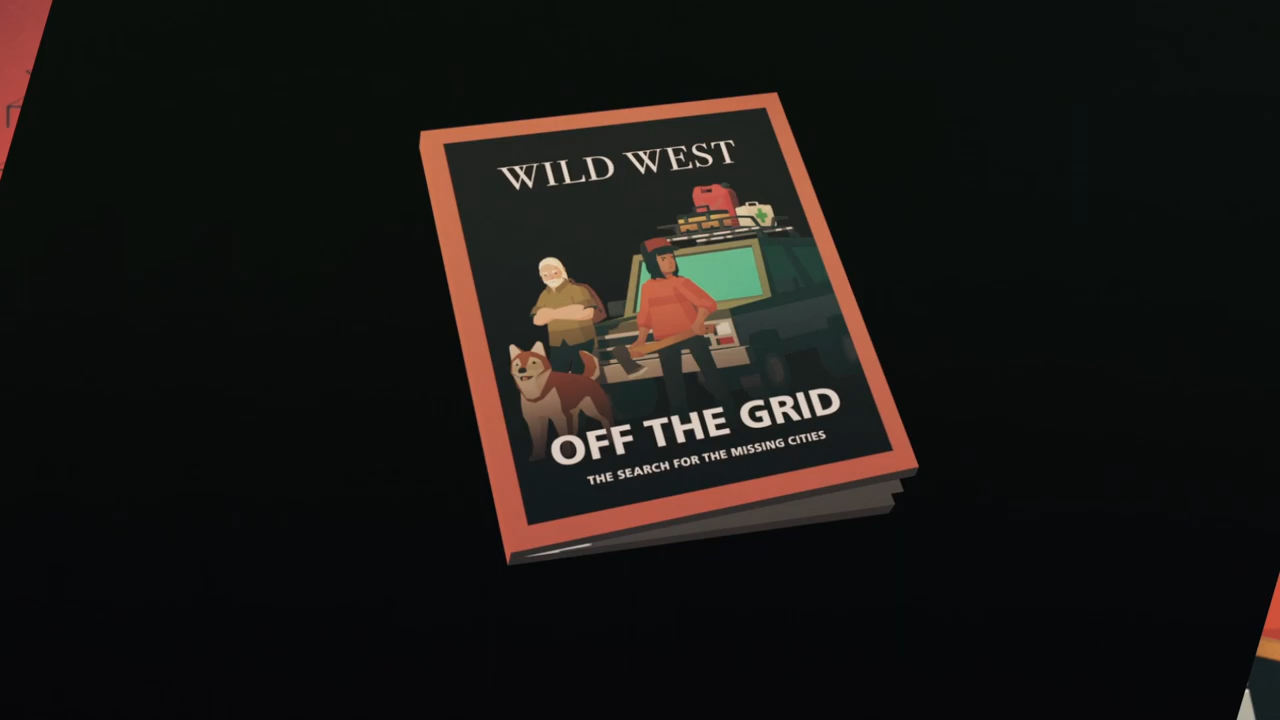 WILD WEST
OFF THE GRID
THE SEARCH FOR THE MISSING CITIES